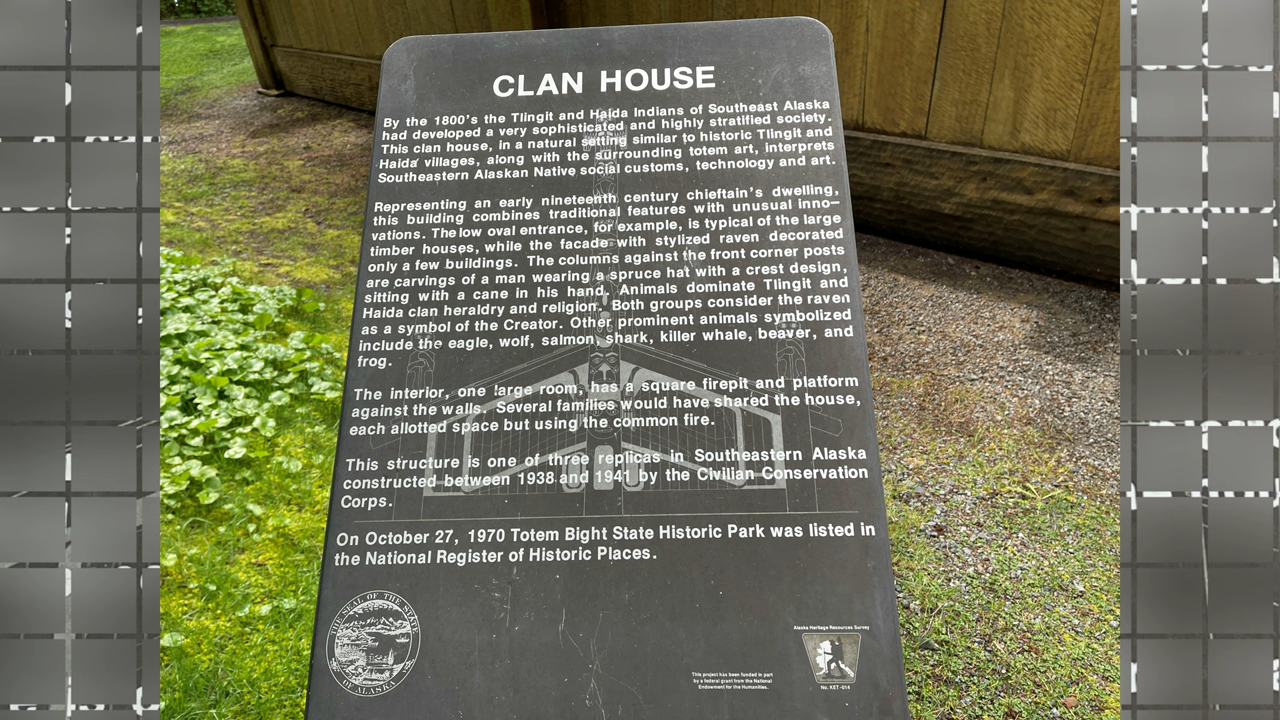 CLAN HOUSE
By the 1800's the Tlingit and Haida Indians of Southeast Alaska
had developed a very sophisticated and highly stratified society.
This clan house, in a natural setting similar to historic Tlingit and
Haida villages, along with the surrounding totem art, interprets
Southeastern Alaskan Native social customs, technology and art.
Representing an early nineteenth century chieftain's dwelling,
this building combines traditional features with unusual inno—
vations. The low oval entrance, for example, is typical of the large
timber houses, while the facade with stylized raven decorated
only a few buildings. The columns against the front corner posts
are carvings of a man wearing a spruce hat with a crest design,
sitting with a cane in his hand. Animals dominate Tlingit and
Haida clan heraldry and religion. Both groups consider the raven
as a symbol of the Creator. Other prominent animals symbolized
include the eagle, wolf, salmon, shark, killer whale, beaver, and
frog.
The interior, one large room, has a square firepit and platform
against the walls. Several families would have shared the house,
each allotted space but using the common fire.
This structure is one of three replicas in Southeastern Alaska
constructed between 1938 and 1941 by the Civilian Conservation
Corps.
On October 27, 1970 Totem Bight State Historic Park was listed in
the National Register of Historic Places.
THE SEAL OF THE STATE
OF ALASKA
This project has been funded in part
by a federal grant from the National
Endowment for the Humanities.
Alaska Heritage Resources Survey
No. KET-014